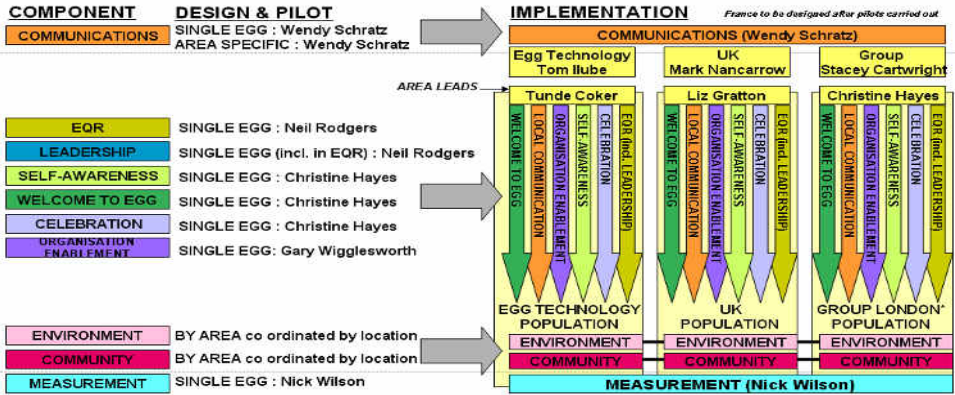 COMPONENT
DESIGN & PILOT
IMPLEMENTATION
France to be designed after pilots carried out
COMMUNICATIONS
SINGLE EGG : Wendy Schratz
AREA SPECIFIC : Wendy Schratz
COMMUNICATIONS (Wendy Schratz)
Egg Technology
Tom Ilube
UK
Mark Nancarrow
Group
Stacey Cartwright
AREA LEADS
Tunde Coker
Liz Gratton
Christine Hayes
EQR
SINGLE EGG : Neil Rodgers
LEADERSHIP
SINGLE EGG (incl. in EQR) : Neil Rodgers
SELF-AWARENESS
SINGLE EGG : Christine Hayes
WELCOME TO EGG
SINGLE EGG : Christine Hayes
CELEBRATION
SINGLE EGG : Christine Hayes
ORGANISATION
ENABLEMENT
SINGLE EGG: Gary Wigglesworth
WELCOME TO EGG
LOCAL COMMUNICATION
ORGANISATION ENABLEMENT
SELF-AWARENESS
CELEBRATION
EQR (incl. LEADERSHIP)
WELCOME TO EGG
LOCAL COMMUNICATION
ORGANISATION ENABLEMENT
SELF-AWARENESS
CELEBRATION
EQR (incl. LEADERSHIP)
WELCOME TO EGG
LOCAL COMMUNICATION
ORGANISATION ENABLEMENT
SELF-AWARENESS
CELEBRATION
EQR (incl. LEADERSHIP)
EGG TECHNOLOGY
POPULATION
UK
POPULATION
GROUP LONDON*
POPULATION
ENVIRONMENT
BY AREA co ordinated by location
ENVIRONMENT
ENVIRONMENT
ENVIRONMENT
COMMUNITY
BY AREA co ordinated by location
COMMUNITY
COMMUNITY
COMMUNITY
MEASUREMENT
SINGLE EGG : Nick Wilson
MEASUREMENT (Nick Wilson)